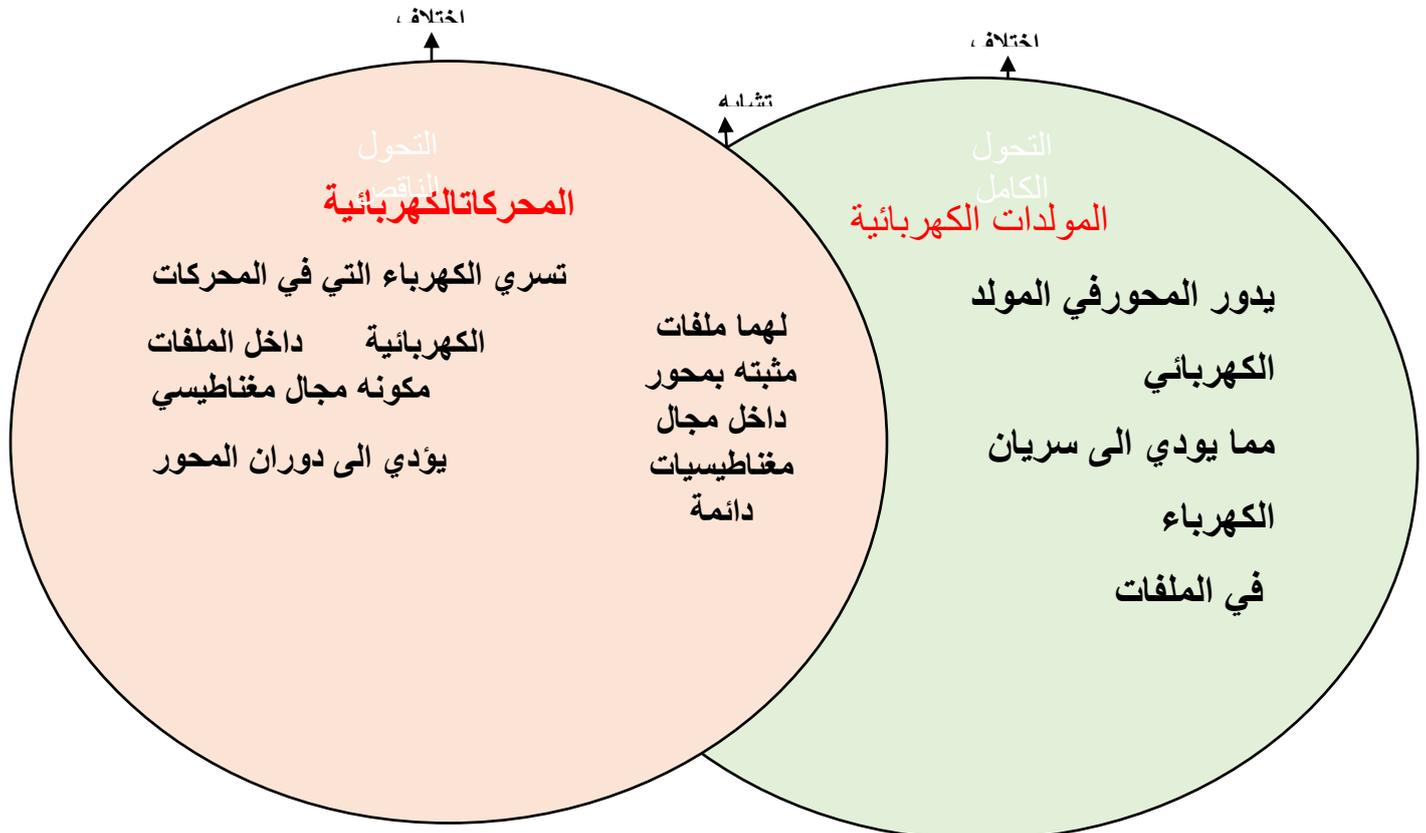 اختلاف
اختلاف
تشابه
التحول
الكامل
المولدات الكهربائية
يدور المحورفي المولد
الكهربائي
مما يودي الى سريان
الكهرباء
في الملفات
لهما ملفات
مثبته بمحور
داخل مجال
مغناطيسيات
دائمة
التحول
الناقص
المحركاتالكهربائية
تسري الكهرباء التي في المحركات
الكهربائية داخل الملفات
مكونه مجال مغناطيسي
يؤدي الى دوران المحور